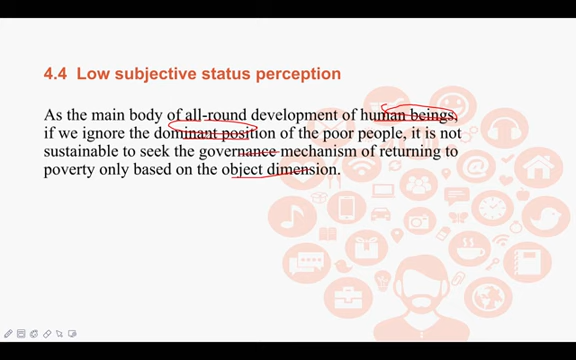 4.4 Low subjective status perception
As the main body of all-round development of human beings,
if we ignore the dominant position of the poor people, it is not
sustainable to seek the governance mechanism of returning to
poverty only based on the object dimension.